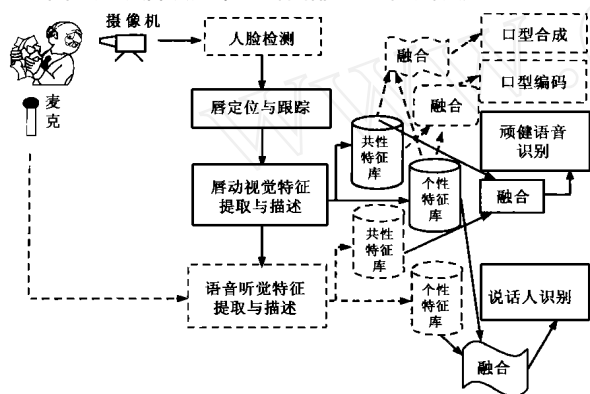 摄像机
人脸检测
融合
口型合成
口型编码
融合
麦
克
唇定位与跟踪
共性
特征
库
顽健语音
识别
唇动视觉特征
提取与描述
个性
特征
库
融合
共性
特征
库
语音听觉特征
提取与描述
个性
特征
库
说话人识别
融合